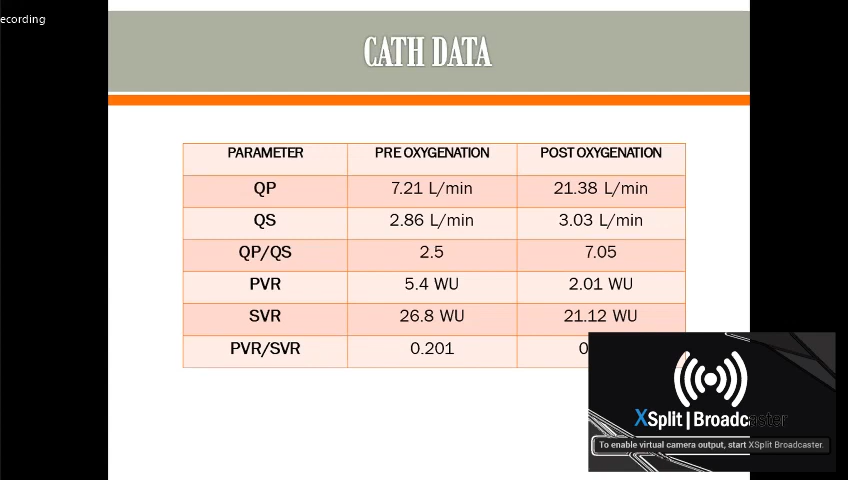 ecording
CATH DATA
PARAMETER PRE OXYGENATION POST OXYGENATION
QP 7.21 L/min 21.38 L/min
QS 2.86 L/min 3.03 L/min
QP/QS 2.5 7.05
PVR 5.4 WU 2.01 WU
SVR 26.8 WU 21.12 WU
PVR/SVR 0.201 0
XSplit | Broadcaster
To enable virtual camera output, start XSplit Broadcaster.